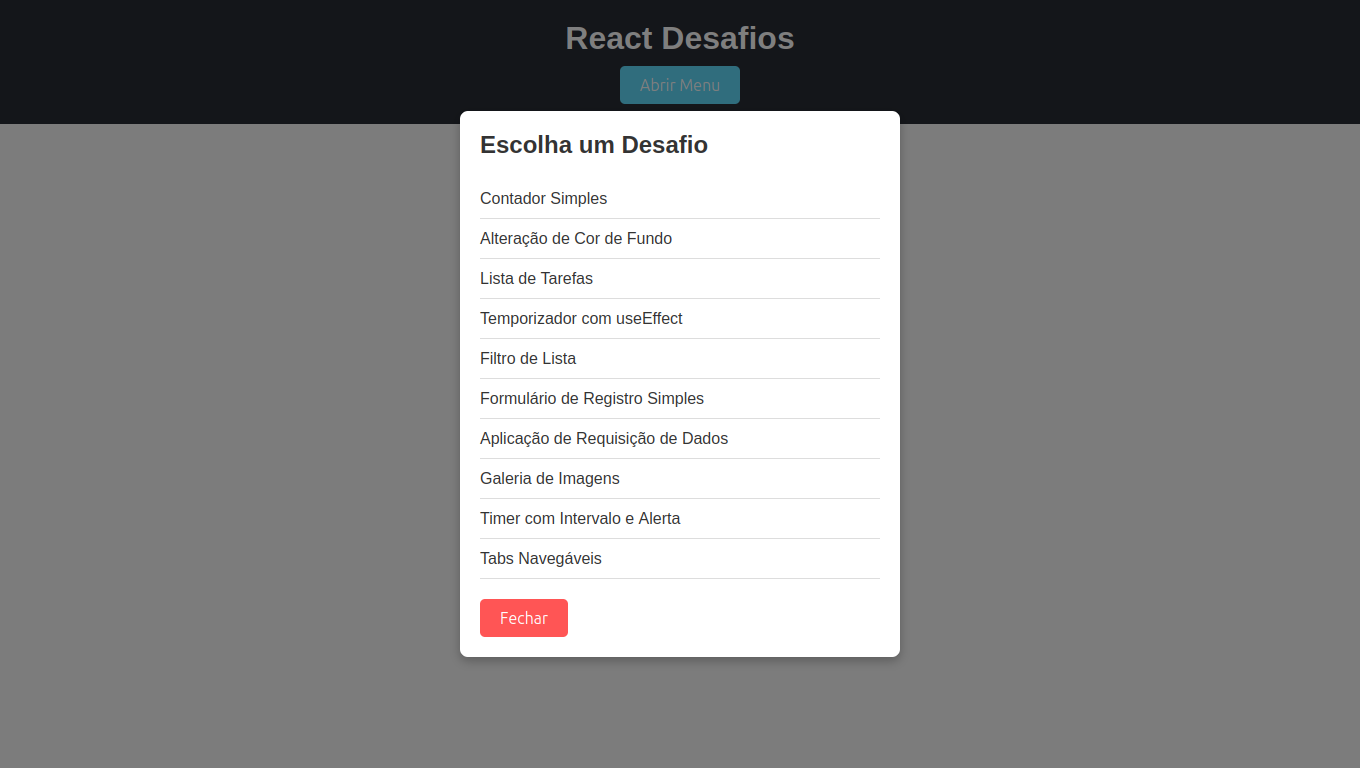 React Desafios
Abrir Menu
Escolha um Desafio
Contador Simples
Alteração de Cor de Fundo
Lista de Tarefas
Temporizador com useEffect
Filtro de Lista
Formulário de Registro Simples
Aplicação de Requisição de Dados
Galeria de Imagens
Timer com Intervalo e Alerta
Tabs Navegáveis
Fechar